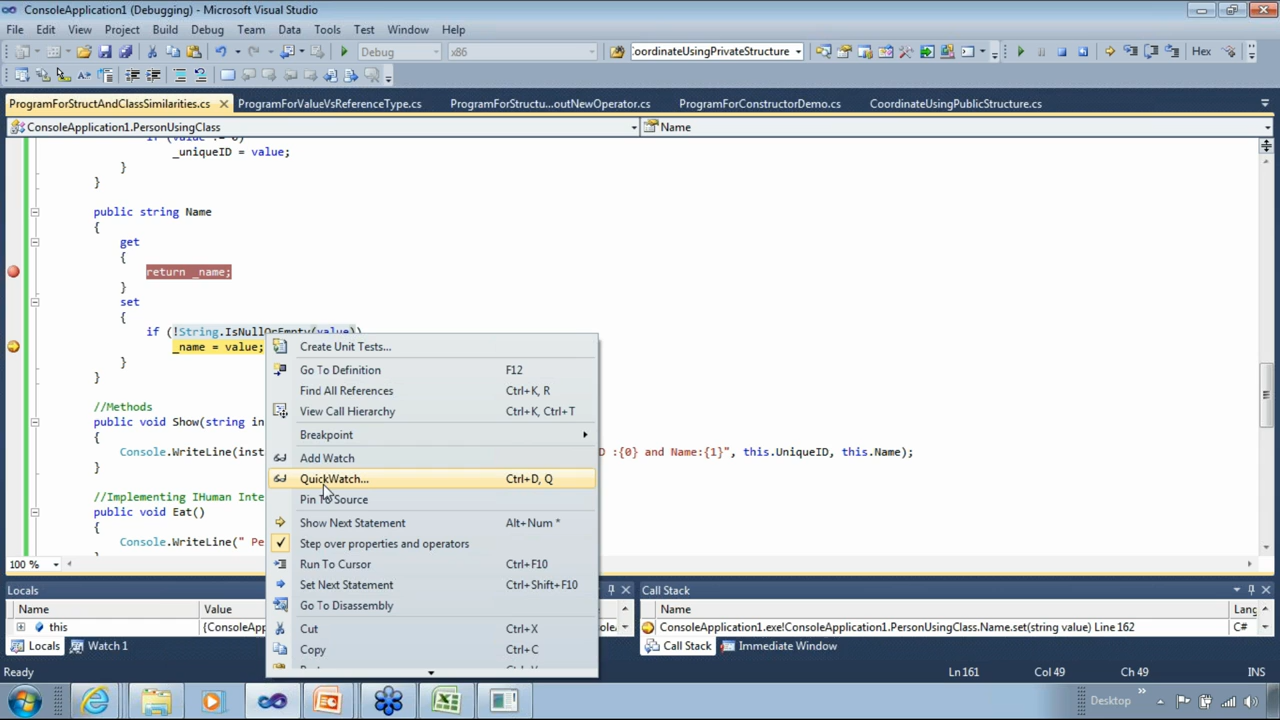 ConsoleApplication1 (Debugging) - Microsoft Visual Studio
File Edit View Project Build Debug Team Data Tools Test Window Help
Debug x86 CoordinateUsingPrivateStructure Hex
ProgramForStructAndClassSimilarities.cs ProgramForValueVsReferenceType.cs ProgramForStructu...outNewOperator.cs ProgramForConstructorDemo.cs CoordinateUsingPublicStructure.cs
ConsoleApplication1.PersonUsingClass Name
if (value != 0)
_uniqueID = value;
}
}
public string Name
{
get
{
return _name;
}
set
{
if (!String.IsNullOrEmpty(value))
_name = value;
}
}
//Methods
public void Show(string in
{
Console.WriteLine(inst D :{0} and Name:{1}", this.UniqueID, this.Name);
}
//Implementing IHuman Inte
public void Eat()
{
Console.WriteLine(" Pe
Create Unit Tests...
Go To Definition F12
Find All References Ctrl+K, R
View Call Hierarchy Ctrl+K, Ctrl+T
Breakpoint
Add Watch
QuickWatch... Ctrl+D, Q
Pin To Source
Show Next Statement Alt+Num *
Step over properties and operators
Run To Cursor Ctrl+F10
Set Next Statement Ctrl+Shift+F10
Go To Disassembly
Cut Ctrl+X
Copy Ctrl+C
100 %
Locals
Name Value
this {ConsoleAp
Locals Watch 1
Call Stack
Name Lang
ConsoleApplication1.exe!ConsoleApplication1.PersonUsingClass.Name.set(string value) Line 162 C#
Call Stack Immediate Window
Ready Ln 161 Col 49 Ch 49 INS
Desktop